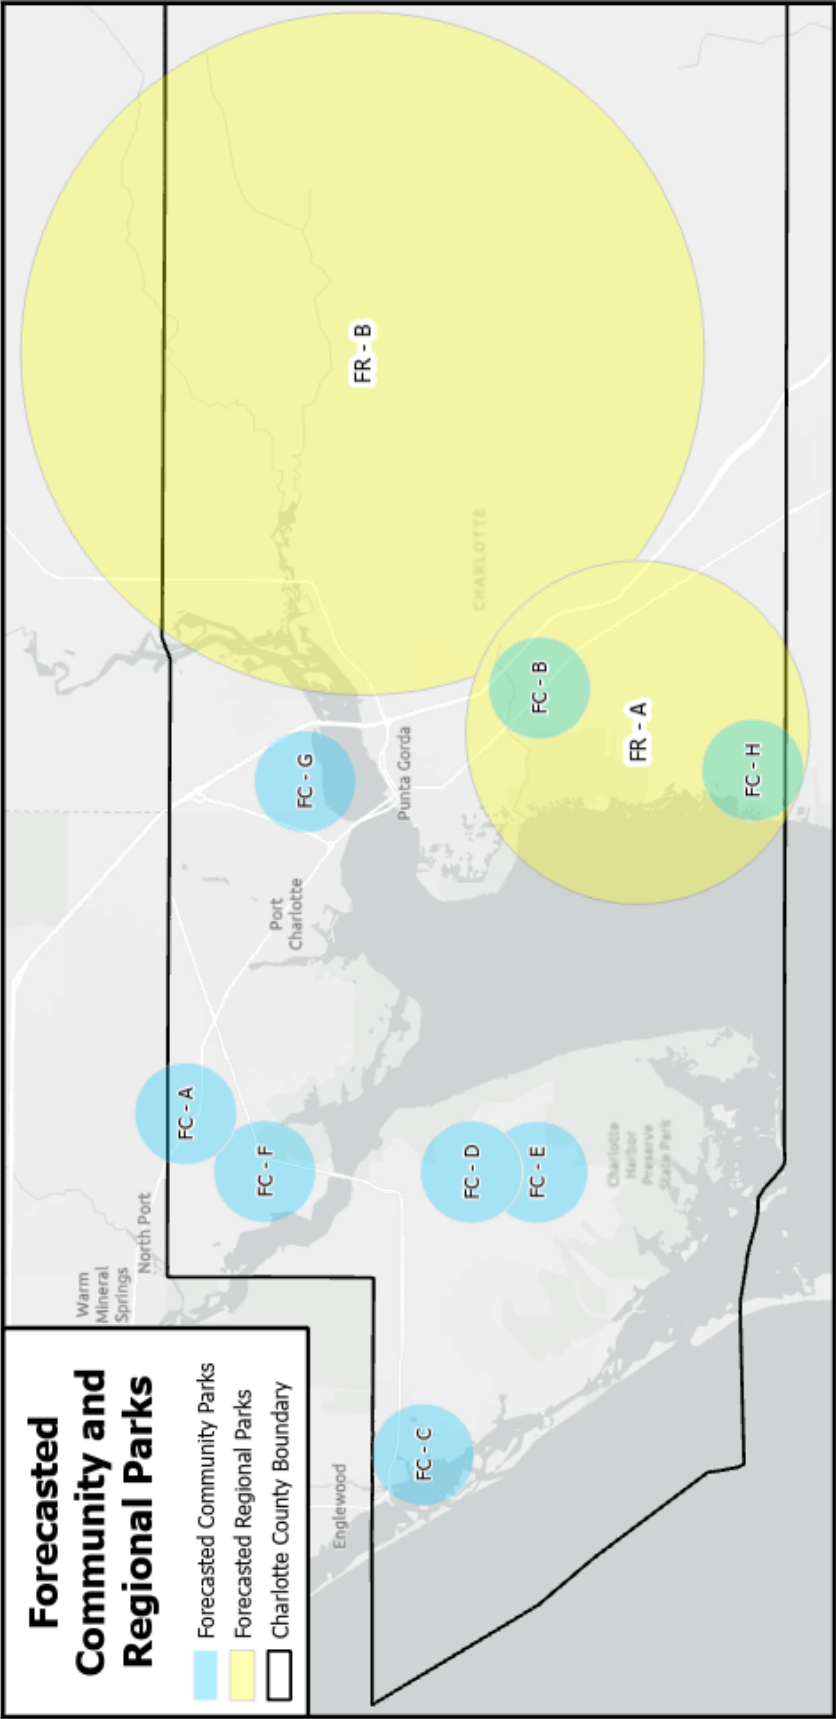 Forecasted
Community and
Regional Parks
Forecasted Community Parks
Forecasted Regional Parks
Charlotte County Boundary
Warm
Mineral
Springs
North Port
Englewood
Port
Charlotte
Punta Gorda
CHARLOTTE
Charlotte
Harbor
Preserve
State Park
FC - A
FC - F
FC - G
FC - C
FC - D
FC - E
FC - B
FC - H
FR - A
FR - B